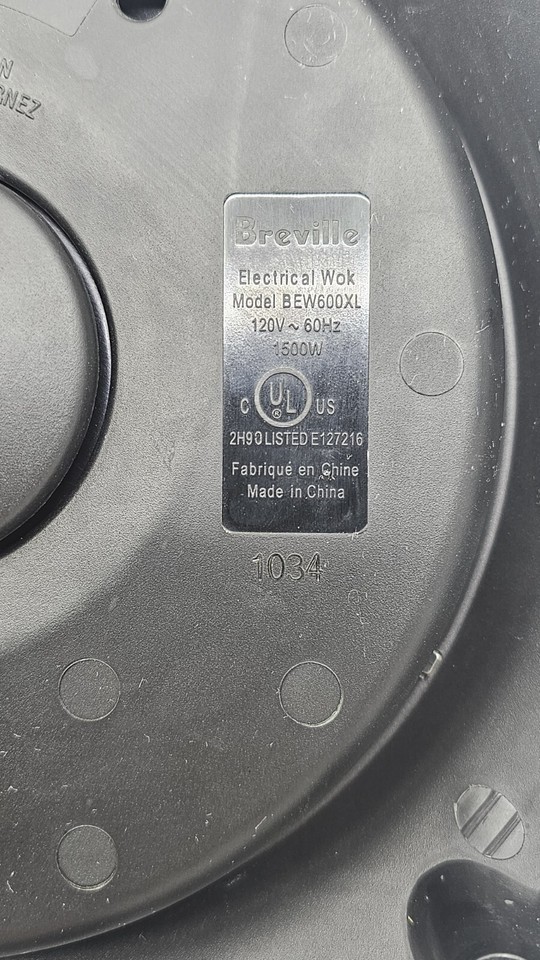 Breville
Electrical Wok
Model BEW600XL
120V ~ 60Hz
1500W
C UL ® US
2H90 LISTED E127216
Fabriqué en Chine
Made in China
1034